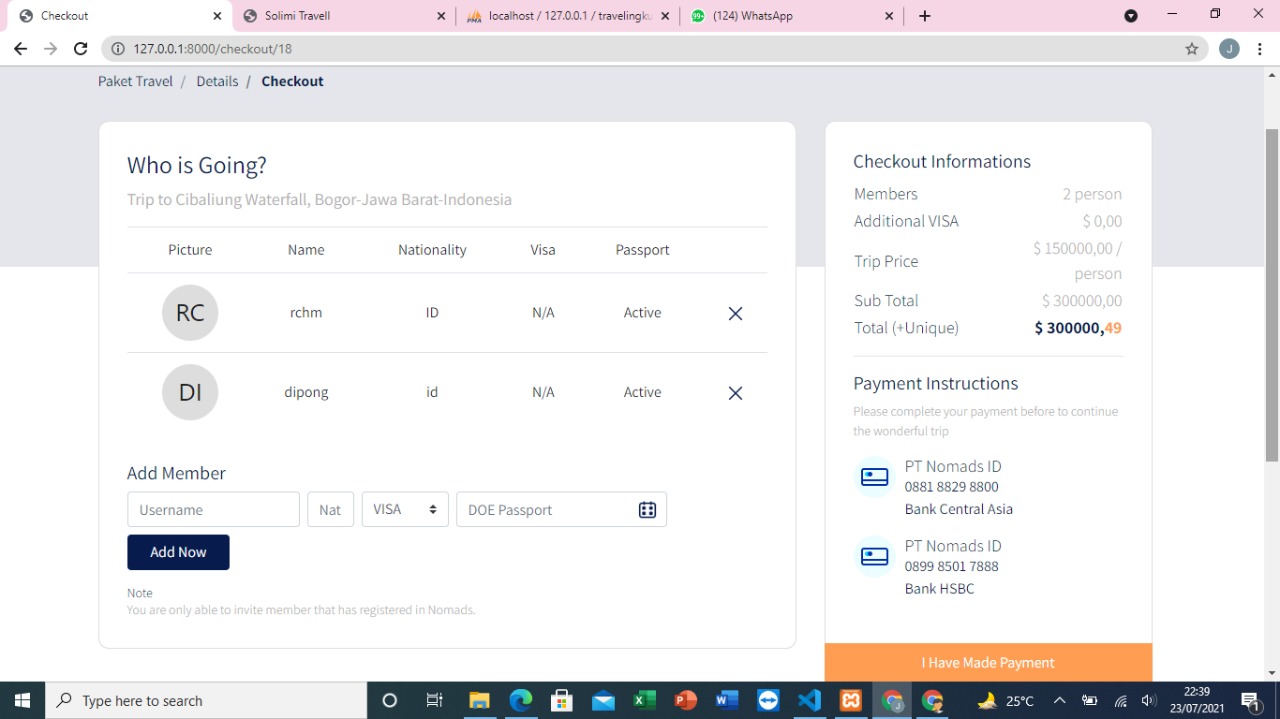 Checkout
Solimi Travell
localhost / 127.0.0.1 / travelingku
(124) WhatsApp
127.0.0.1:8000/checkout/18
J
Paket Travel / Details / Checkout
Who is Going?
Trip to Cibaliung Waterfall, Bogor-Jawa Barat-Indonesia
Picture Name Nationality Visa Passport
RC rchm ID N/A Active
DI dipong id N/A Active
Add Member
Username Nat VISA DOE Passport
Add Now
Note
You are only able to invite member that has registered in Nomads.
Checkout Informations
Members 2 person
Additional VISA $ 0,00
Trip Price $ 150000,00 /
person
Sub Total $ 300000,00
Total (+Unique) $ 300000,49
Payment Instructions
Please complete your payment before to continue
the wonderful trip
PT Nomads ID
0881 8829 8800
Bank Central Asia
PT Nomads ID
0899 8501 7888
Bank HSBC
I Have Made Payment
Type here to search
25°C
22:39
23/07/2021
1